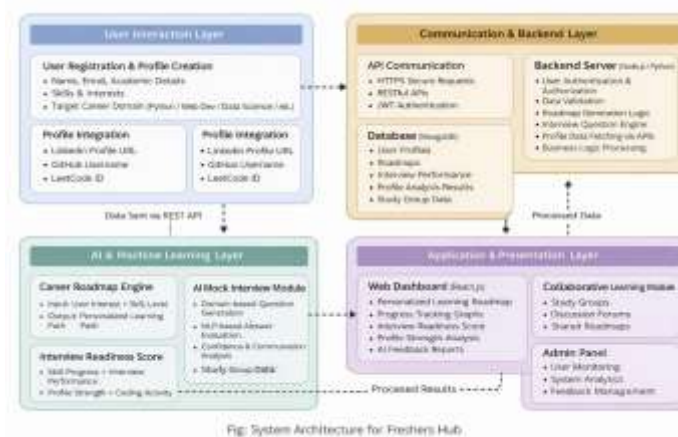 User Interaction Layer
User Registration & Profile Creation
• Name, Email, Academic Details
• Skills & Interests
• Target Career Domain (Python / Web Dev / Data Science / etc.)
Profile Integration
• LinkedIn Profile URL
• GitHub Username
• LeetCode ID
Profile Integration
• LinkedIn Profile URL
• GitHub Username
• LeetCode ID
Communication & Backend Layer
API Communication
• HTTPS Secure Requests
• RESTful APIs
• JWT Authentication
Database (MongoDB)
• User Profiles
• Roadmaps
• Interview Performance
• Profile Analysis Results
• Study Group Data
Backend Server (Node.js / Python)
• User Authentication &
Authorization
• Data Validation
• Roadmap Generation Logic
• Interview Question Engine
• Profile Data Fetching via APIs
• Business Logic Processing
Data Sent via REST API
Processed Data
AI & Machine Learning Layer
Career Roadmap Engine
• Input: User Interest + Skill Level
• Output: Personalized Learning
Path Path
Interview Readiness Score
• Skill Progress + Interview
Performance
• Profile Strength + Coding Activity
AI Mock Interview Module
• Domain-based Question
Generation
• NLP-based Answer
Evaluation
• Confidence & Communication
Analysis
• Study Group Data
Application & Presentation Layer
Web Dashboard (React.js)
• Personalized Learning Roadmap
• Progress Tracking Graphs
• Interview Readiness Score
• Profile Strength Analysis
• AI Feedback Reports
Collaborative Learning Module
• Study Groups
• Discussion Forums
• Shared Roadmaps
Admin Panel
• User Monitoring
• System Analytics
• Feedback Management
Processed Results
Fig: System Architecture for Freshers Hub